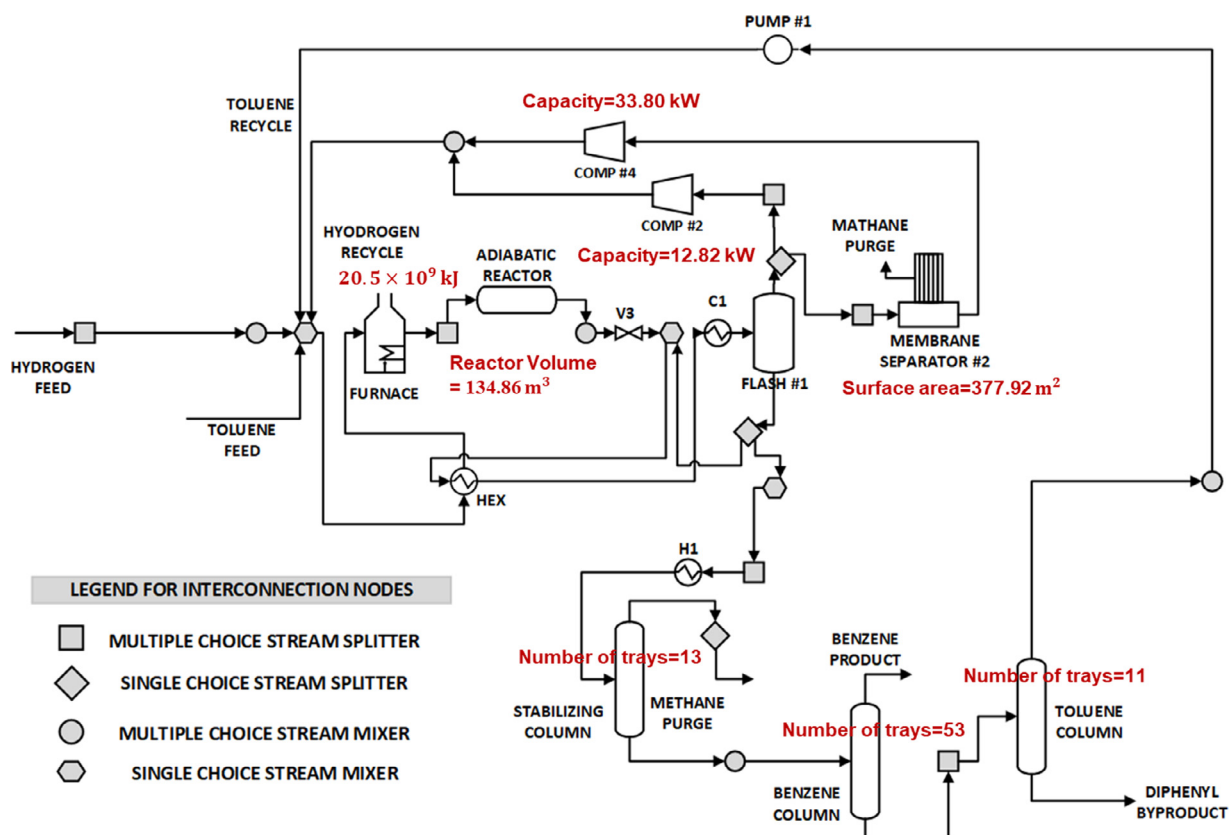 PUMP #1
TOLUENE
RECYCLE
Capacity=33.80 kW
COMP #4
COMP #2
HYODROGEN
RECYCLE
20.5 × 10⁹ kJ
ADIABATIC
REACTOR
Capacity=12.82 kW
MATHANE
PURGE
V3
C1
HYDROGEN
FEED
FURNACE
Reactor Volume
= 134.86 m³
FLASH #1
MEMBRANE
SEPARATOR #2
Surface area=377.92 m²
TOLUENE
FEED
HEX
H1
LEGEND FOR INTERCONNECTION NODES
MULTIPLE CHOICE STREAM SPLITTER
SINGLE CHOICE STREAM SPLITTER
MULTIPLE CHOICE STREAM MIXER
SINGLE CHOICE STREAM MIXER
Number of trays=13
STABILIZING
COLUMN
METHANE
PURGE
BENZENE
PRODUCT
Number of trays=53
BENZENE
COLUMN
Number of trays=11
TOLUENE
COLUMN
DIPHENYL
BYPRODUCT